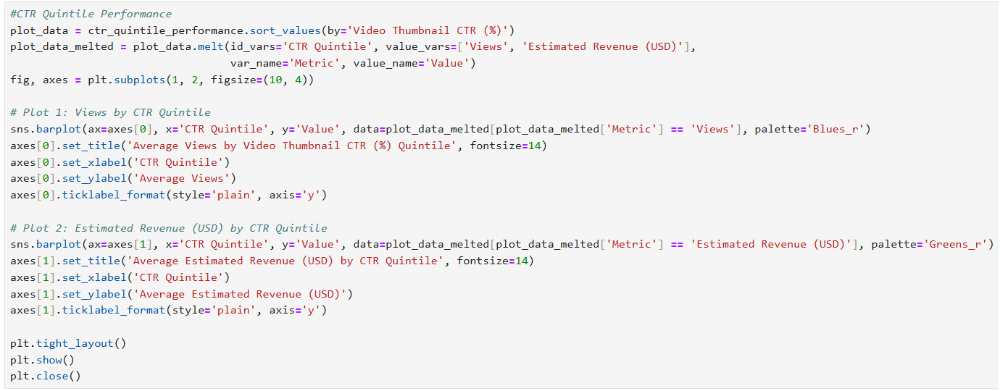 #CTR Quintile Performance
plot_data = ctr_quintile_performance.sort_values(by='Video Thumbnail CTR (%)')
plot_data_melted = plot_data.melt(id_vars='CTR Quintile', value_vars=['Views', 'Estimated Revenue (USD)'],
                                  var_name='Metric', value_name='Value')
fig, axes = plt.subplots(1, 2, figsize=(10, 4))

# Plot 1: Views by CTR Quintile
sns.barplot(ax=axes[0], x='CTR Quintile', y='Value', data=plot_data_melted[plot_data_melted['Metric'] == 'Views'], palette='Blues_r')
axes[0].set_title('Average Views by Video Thumbnail CTR (%) Quintile', fontsize=14)
axes[0].set_xlabel('CTR Quintile')
axes[0].set_ylabel('Average Views')
axes[0].ticklabel_format(style='plain', axis='y')

# Plot 2: Estimated Revenue (USD) by CTR Quintile
sns.barplot(ax=axes[1], x='CTR Quintile', y='Value', data=plot_data_melted[plot_data_melted['Metric'] == 'Estimated Revenue (USD)'], palette='Greens_r')
axes[1].set_title('Average Estimated Revenue (USD) by CTR Quintile', fontsize=14)
axes[1].set_xlabel('CTR Quintile')
axes[1].set_ylabel('Average Estimated Revenue (USD)')
axes[1].ticklabel_format(style='plain', axis='y')

plt.tight_layout()
plt.show()
plt.close()